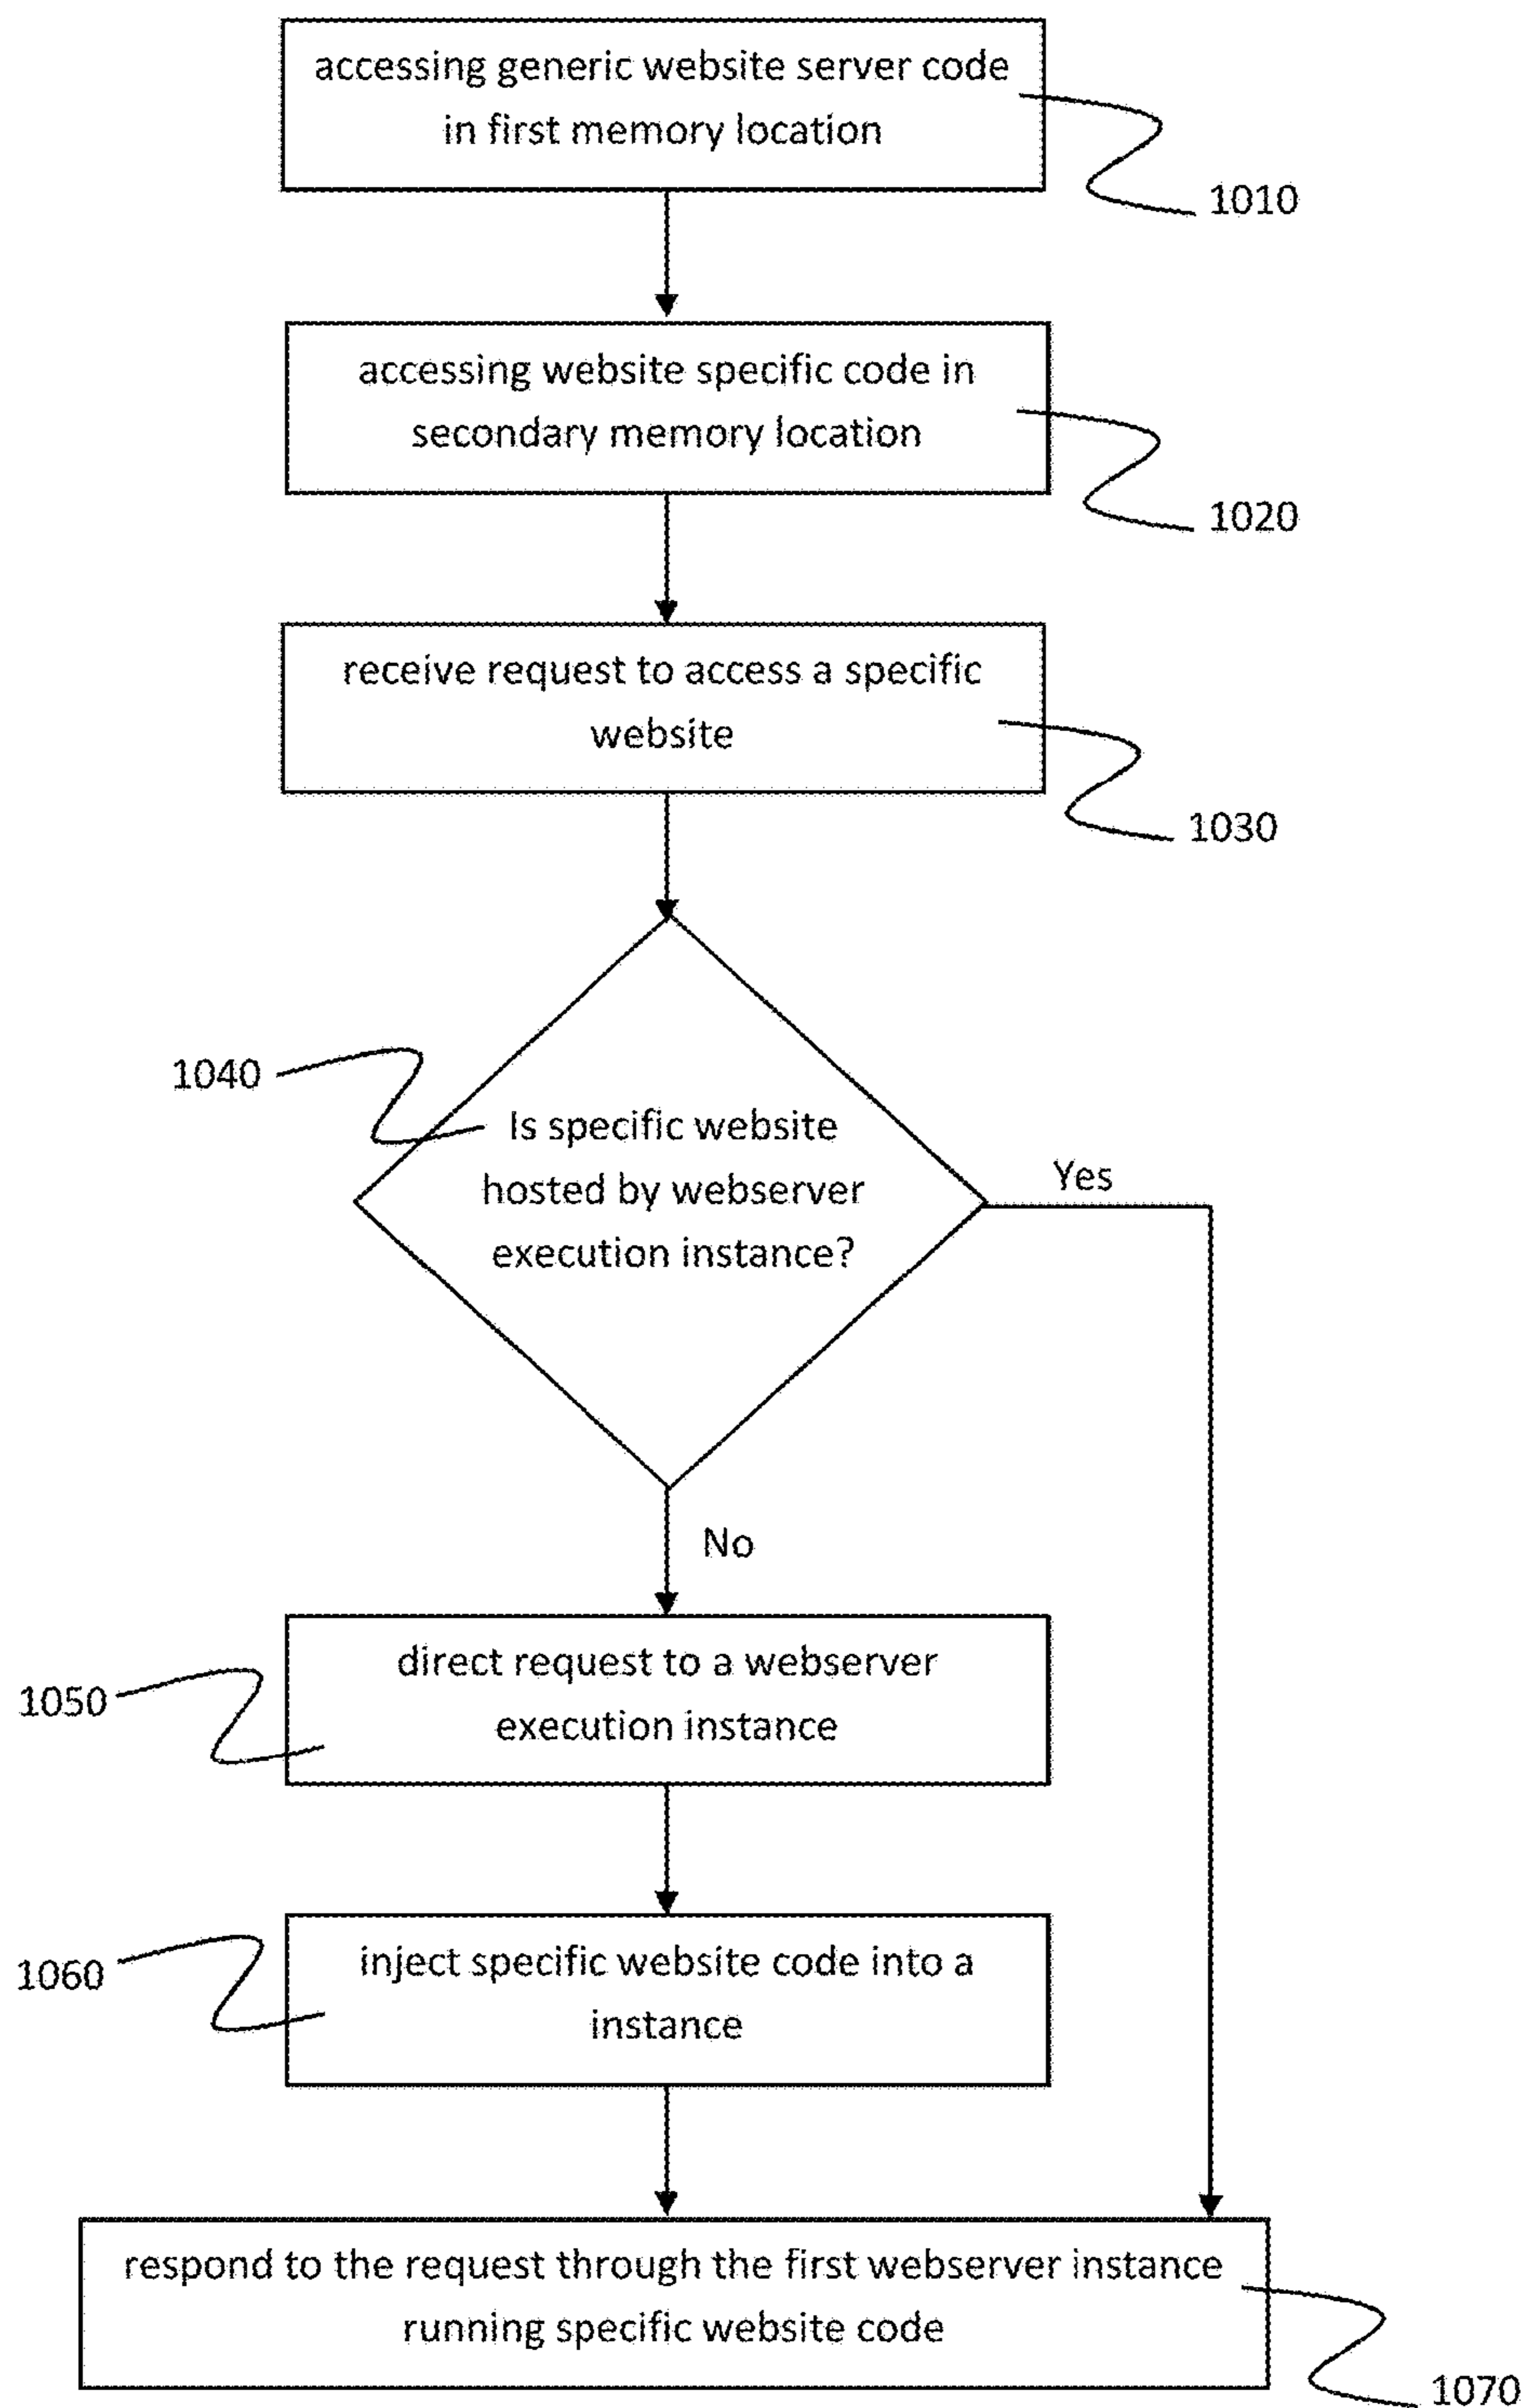 accessing generic website server code
in first memory location
1010
accessing website specific code in
secondary memory location
1020
receive request to access a specific
website
1030
1040
Is specific website
hosted by webserver
execution instance?
Yes
No
direct request to a webserver
execution instance
1050
inject specific website code into a
instance
1060
respond to the request through the first webserver instance
running specific website code
1070